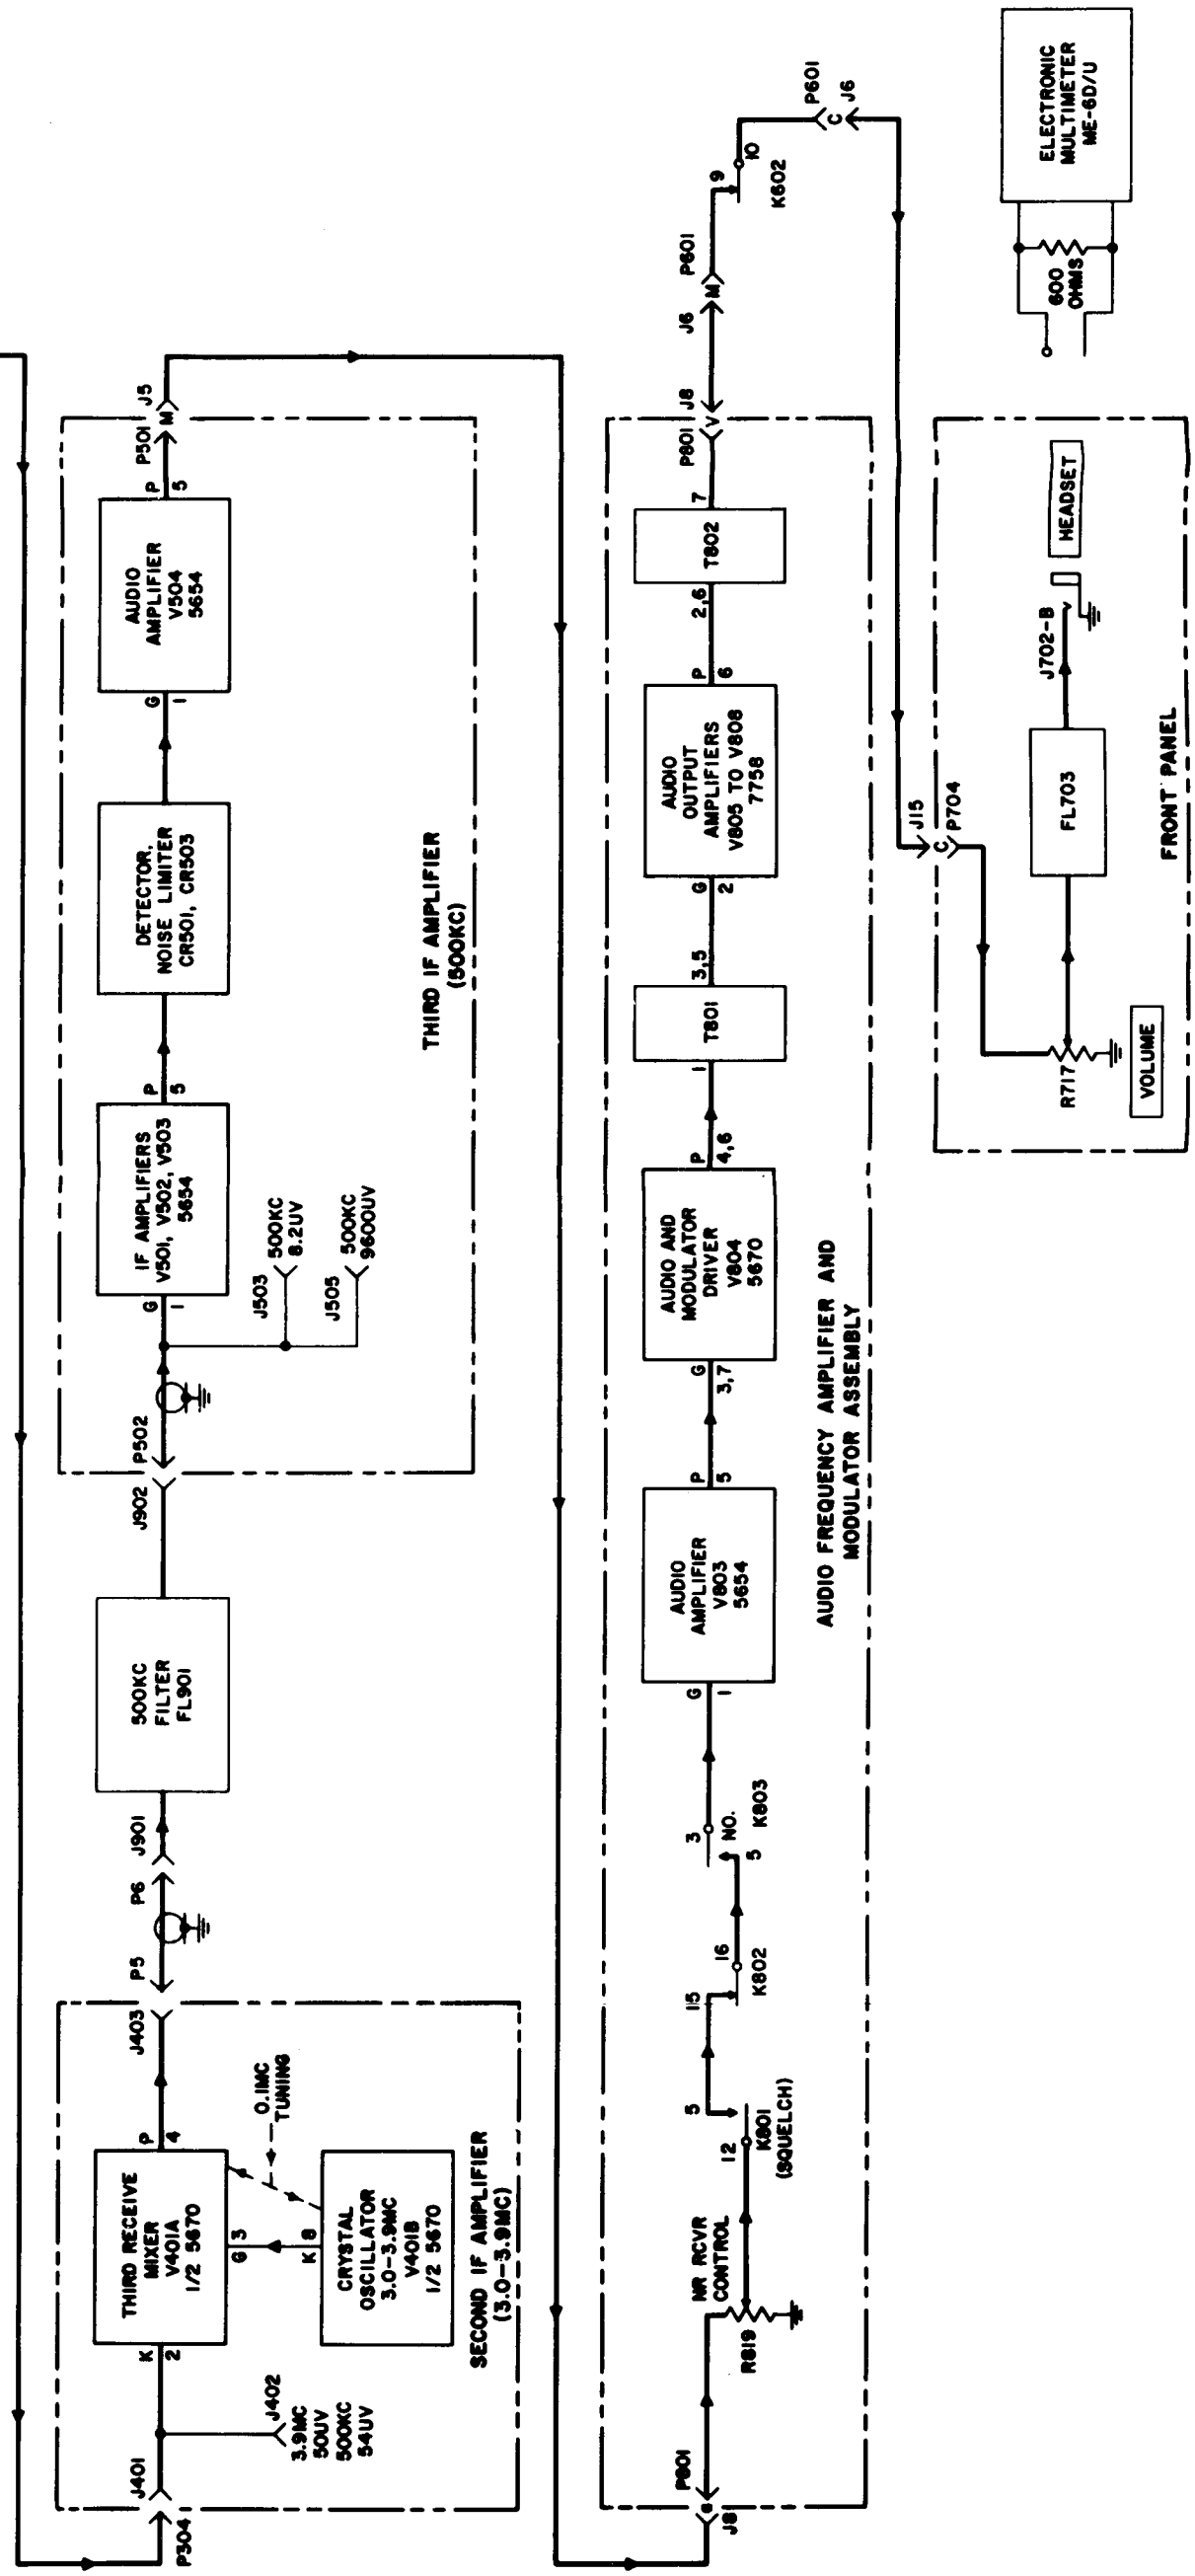 P304
J401
J402
3.9MC
50UV
500KC
54UV
K
2
THIRD RECEIVE
MIXER
V401A
1/2 5670
P
4
G 3
K 8
CRYSTAL
OSCILLATOR
3.0-3.9MC
V401B
1/2 5670
0.1MC
TUNING
J403
SECOND IF AMPLIFIER
(3.0-3.9MC)
P5
P6
J901
500KC
FILTER
FL901
J902
P502
G
1
IF AMPLIFIERS
V501, V502, V503
5654
P
5
J503
500KC
8.2UV
J505
500KC
9600UV
DETECTOR,
NOISE LIMITER
CR501, CR503
G
1
AUDIO
AMPLIFIER
V504
5654
P
5
P501
M
J5
THIRD IF AMPLIFIER
(500KC)
J8
P801
NR RCVR
CONTROL
R819
12
5
K801
(SQUELCH)
15
16
K802
5
3
NO.
K803
G
1
AUDIO
AMPLIFIER
V803
5654
P
5
G
3,7
AUDIO AND
MODULATOR
DRIVER
V804
5670
P
4,6
1
T801
3,5
G
2
AUDIO
OUTPUT
AMPLIFIERS
V805 TO V808
7758
P
6
2,6
T802
7
P801
V
J8
J6
M
P601
9
10
K602
P601
C
J6
AUDIO FREQUENCY AMPLIFIER AND
MODULATOR ASSEMBLY
J15
C
P704
R717
VOLUME
FL703
J702-B
HEADSET
FRONT PANEL
600
OHMS
ELECTRONIC
MULTIMETER
ME-6D/U